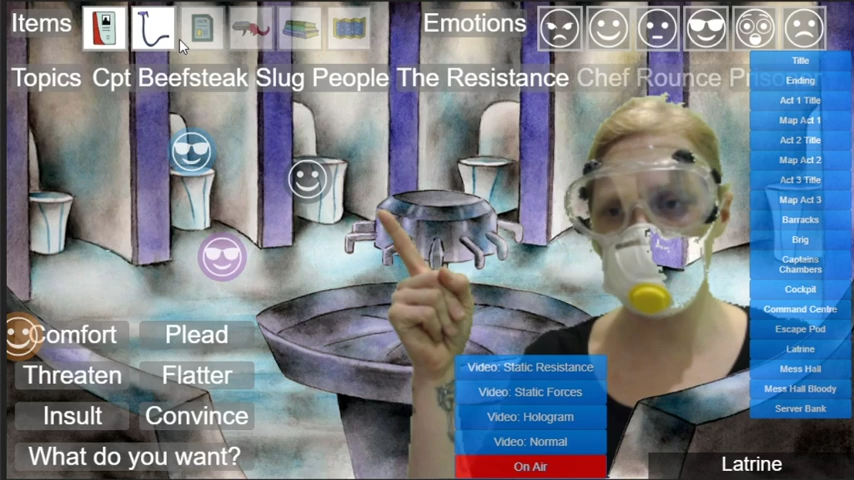 Items
Emotions
Topics Cpt Beefsteak Slug People The Resistance Chef Rounce
Title
Ending
Act 1 Title
Map Act 1
Act 2 Title
Map Act 2
Act 3 Title
Map Act 3
Barracks
Brig
Captains
Chambers
Cockpit
Command Centre
Escape Pod
Latrine
Mess Hall
Mess Hall Bloody
Server Bank
Comfort Plead
Threaten Flatter
Insult Convince
What do you want?
Video: Static Resistance
Video: Static Forces
Video: Hologram
Video: Normal
On Air
Latrine